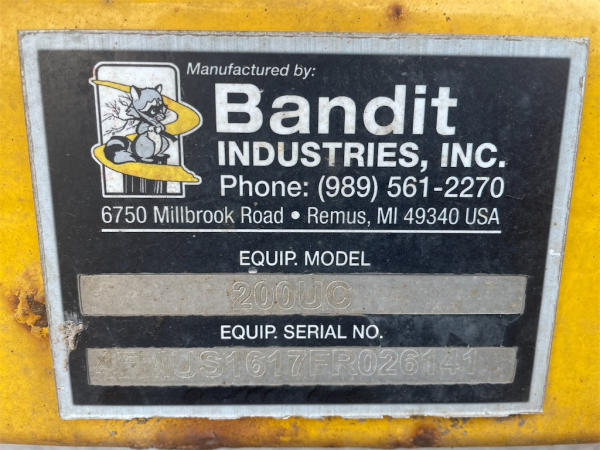 Manufactured by:
Bandit
INDUSTRIES, INC.
Phone: (989) 561-2270
6750 Millbrook Road • Remus, MI 49340 USA
EQUIP. MODEL
200UC
EQUIP. SERIAL NO.